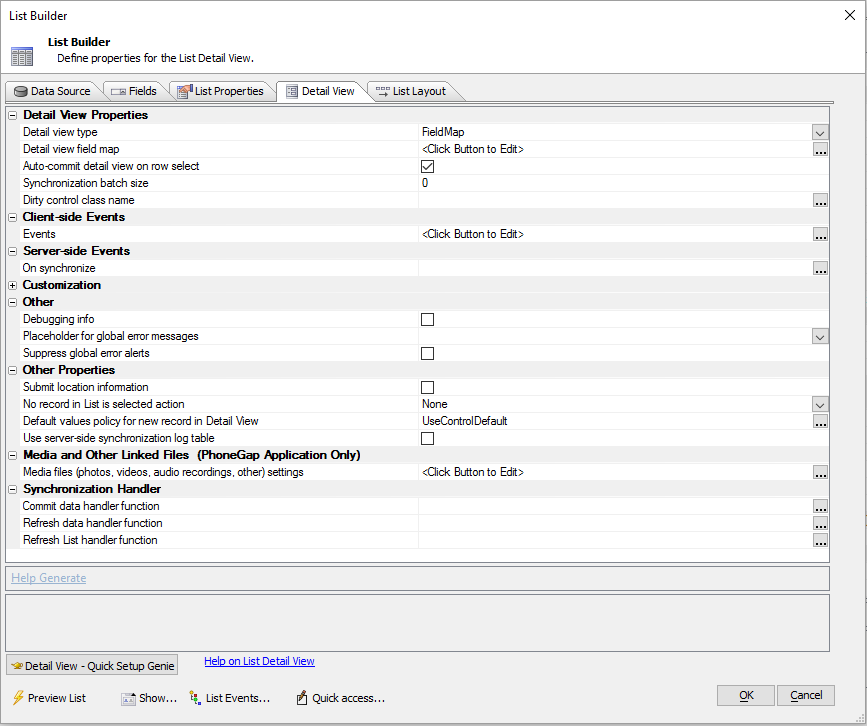 List Builder
List Builder
Define properties for the List Detail View.
Data Source Fields List Properties Detail View List Layout
Detail View Properties
Detail view type FieldMap
Detail view field map <Click Button to Edit>
Auto-commit detail view on row select
Synchronization batch size 0
Dirty control class name
Client-side Events
Events <Click Button to Edit>
Server-side Events
On synchronize
Customization
Other
Debugging info
Placeholder for global error messages
Suppress global error alerts
Other Properties
Submit location information
No record in List is selected action None
Default values policy for new record in Detail View UseControlDefault
Use server-side synchronization log table
Media and Other Linked Files (PhoneGap Application Only)
Media files (photos, videos, audio recordings, other) settings <Click Button to Edit>
Synchronization Handler
Commit data handler function
Refresh data handler function
Refresh List handler function
Help Generate
Detail View - Quick Setup Genie Help on List Detail View
Preview List Show... List Events... Quick access... OK Cancel